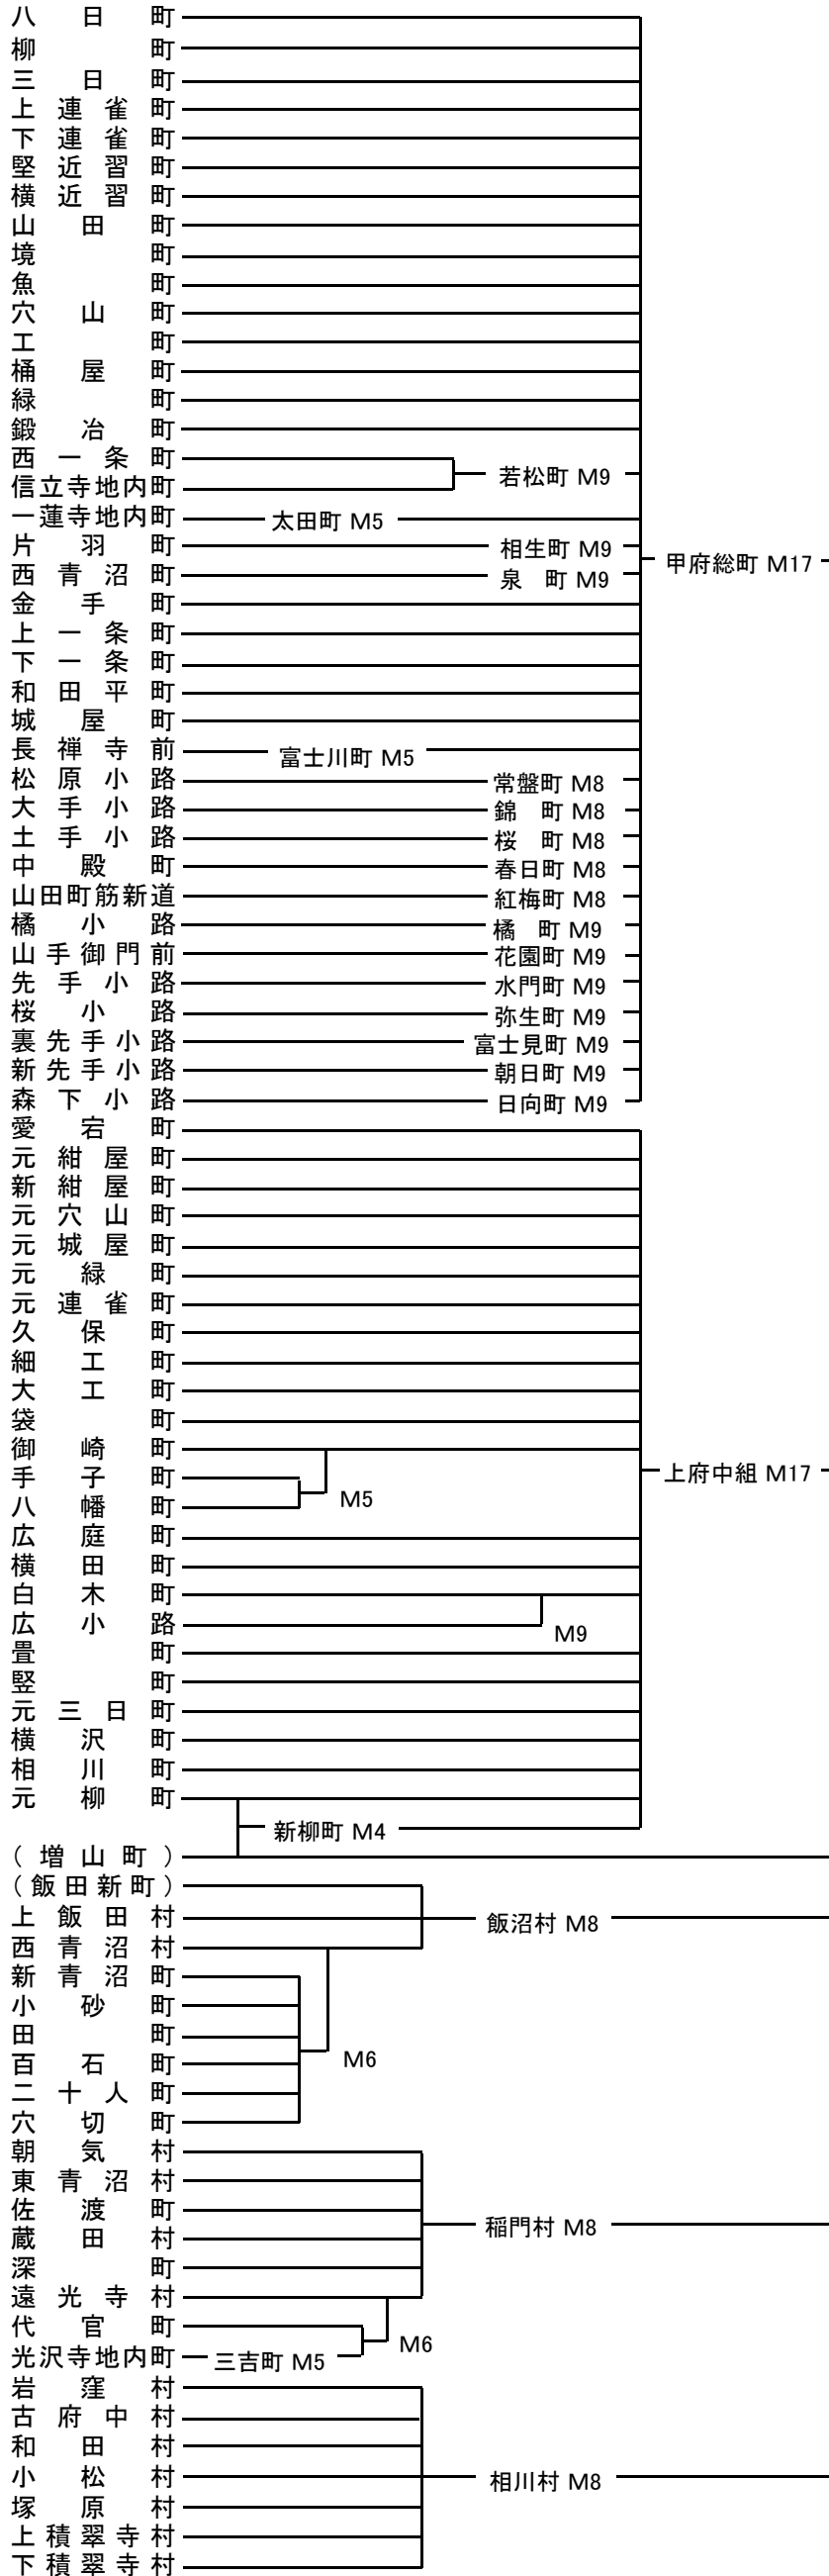 八日町
柳町
三日町
上連雀町
下連雀町
堅近習町
横近習町
山田町
境町
魚町
穴山町
工町
桶屋町
緑町
鍛冶町
西一条町
若松町 M9
信立寺地内町
一蓮寺地内町
太田町 M5
片羽町
相生町 M9
甲府総町 M17
西青沼町
泉　町 M9
金手町
上一条町
下一条町
和田平町
城屋町
長禅寺前
富士川町 M5
松原小路
常盤町 M8
大手小路
錦　町 M8
土手小路
桜　町 M8
中殿町
春日町 M8
山田町筋新道
紅梅町 M8
橘小路
橘　町 M9
山手御門前
花園町 M9
先手小路
水門町 M9
桜小路
弥生町 M9
裏先手小路
富士見町 M9
新先手小路
朝日町 M9
森下小路
日向町 M9
愛宕町
元紺屋町
新紺屋町
元穴山町
元城屋町
元緑町
元連雀町
久保町
細工町
大工町
袋町
御崎町
上府中組 M17
手子町
M5
八幡町
広庭町
横田町
白木町
広小路
M9
畳町
竪町
元三日町
横沢町
相川町
元柳町
新柳町 M4
（増山町）
（飯田新町）
上飯田村
飯沼村 M8
西青沼村
新青沼町
小砂町
田町
M6
百石町
二十人町
穴切町
朝気村
東青沼村
佐渡町
稲門村 M8
蔵田村
深町
遠光寺村
代官町
M6
光沢寺地内町
三吉町 M5
岩窪村
古府中村
和田村
小松村
相川村 M8
塚原村
上積翠寺村
下積翠寺村